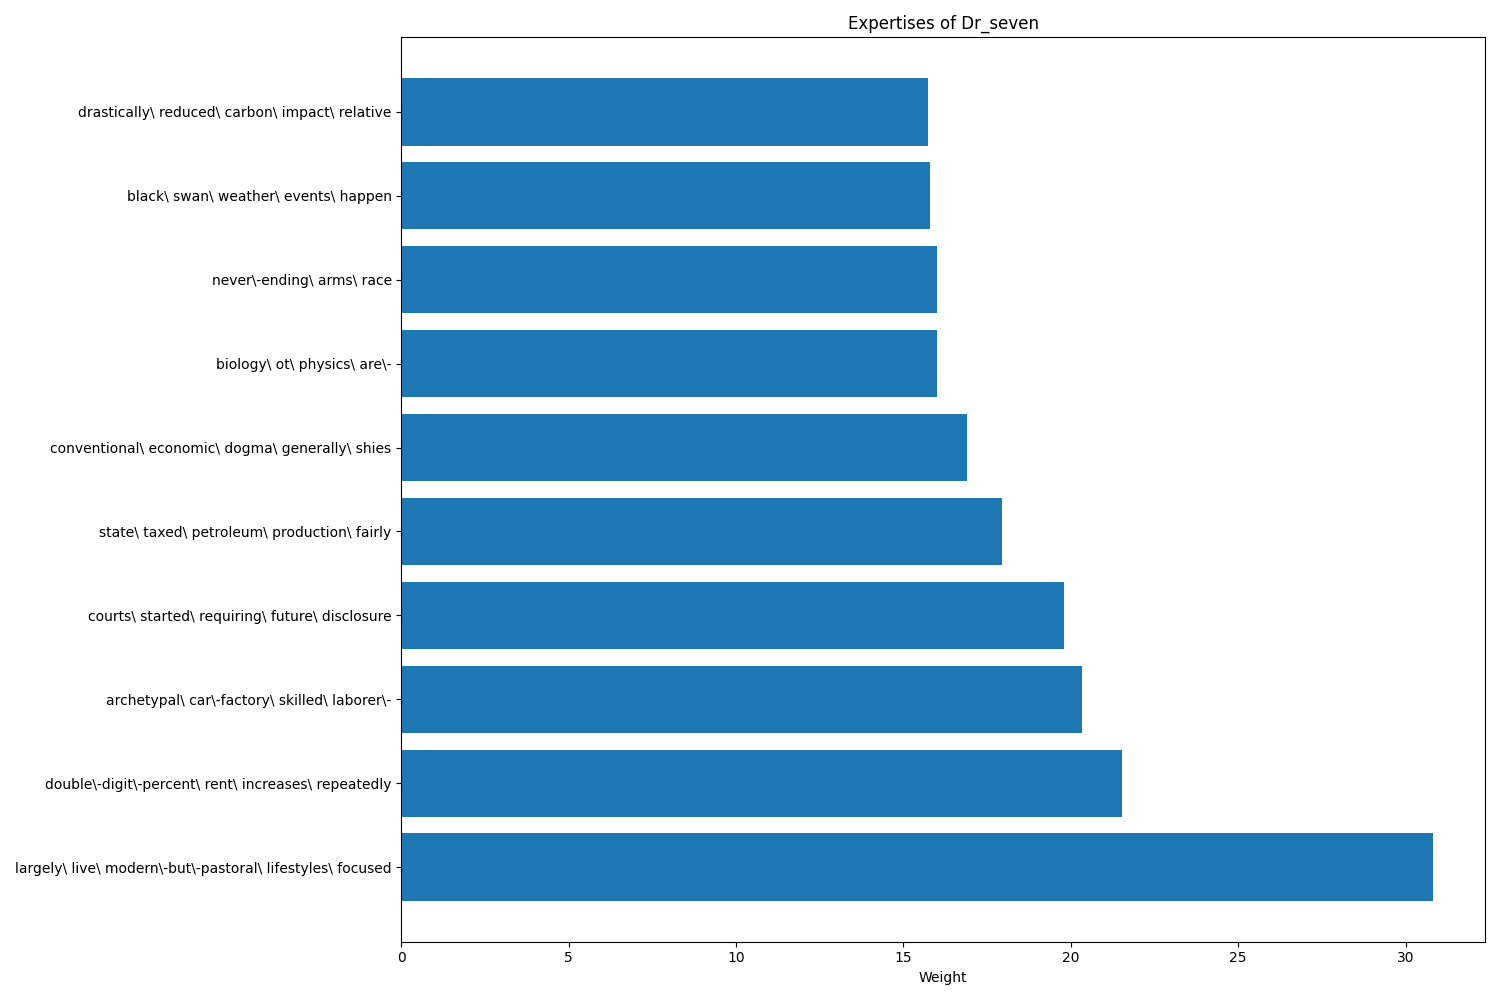 Expertises of Dr_seven
drastically\ reduced\ carbon\ impact\ relative
black\ swan\ weather\ events\ happen
never\-ending\ arms\ race
biology\ ot\ physics\ are\-
conventional\ economic\ dogma\ generally\ shies
state\ taxed\ petroleum\ production\ fairly
courts\ started\ requiring\ future\ disclosure
archetypal\ car\-factory\ skilled\ laborer\-
double\-digit\-percent\ rent\ increases\ repeatedly
largely\ live\ modern\-but\-pastoral\ lifestyles\ focused
0 5 10 15 20 25 30
Weight